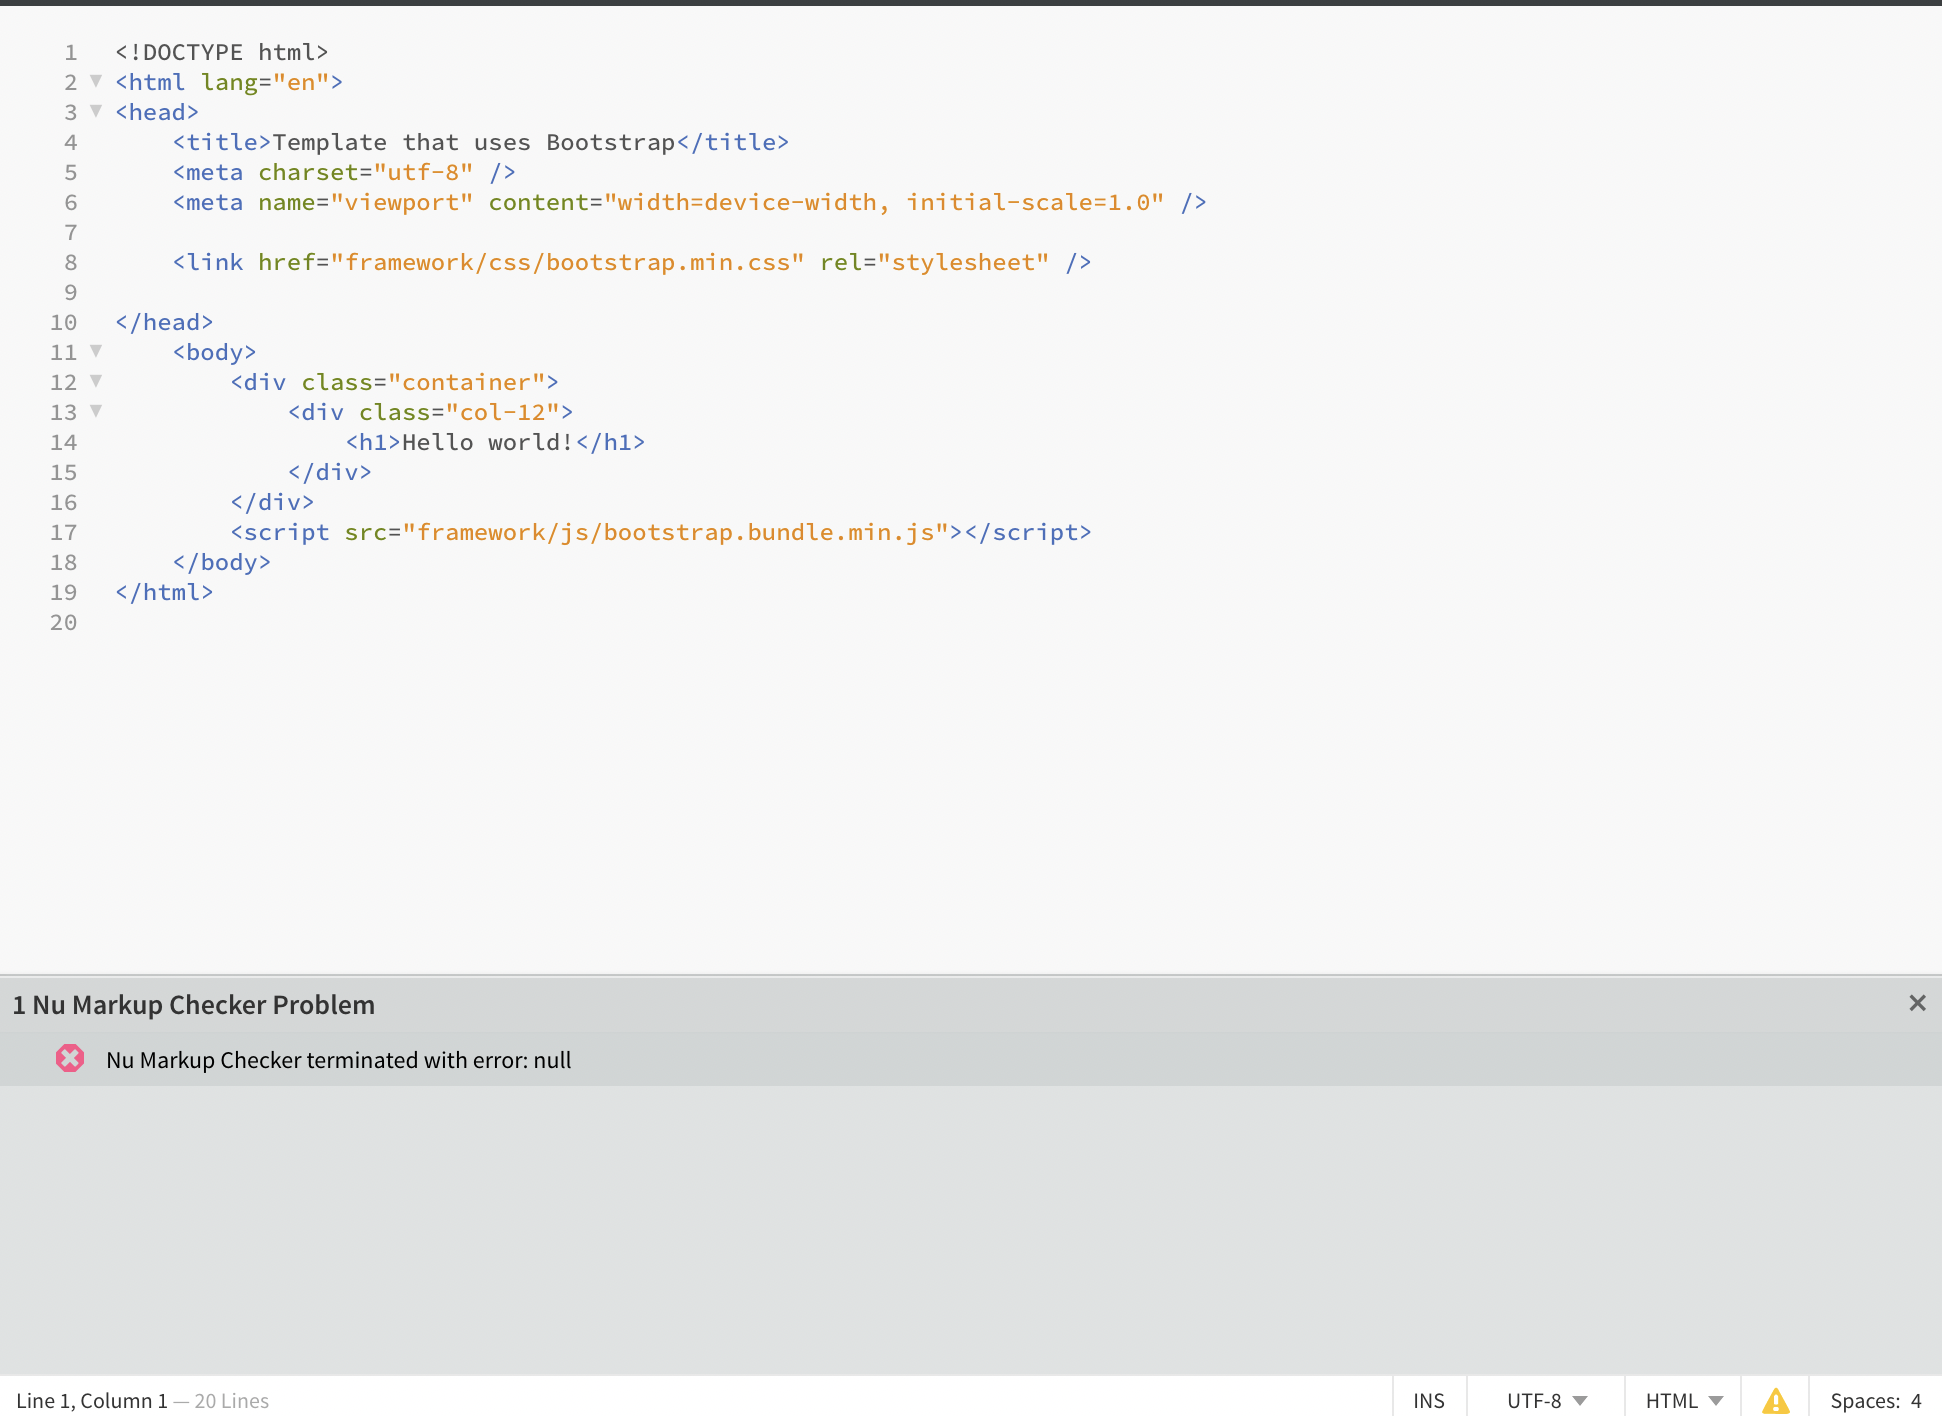 1 <!DOCTYPE html>
2 <html lang="en">
3 <head>
4     <title>Template that uses Bootstrap</title>
5     <meta charset="utf-8" />
6     <meta name="viewport" content="width=device-width, initial-scale=1.0" />
7
8     <link href="framework/css/bootstrap.min.css" rel="stylesheet" />
9
10 </head>
11     <body>
12         <div class="container">
13             <div class="col-12">
14                 <h1>Hello world!</h1>
15             </div>
16         </div>
17         <script src="framework/js/bootstrap.bundle.min.js"></script>
18     </body>
19 </html>
20
1 Nu Markup Checker Problem
Nu Markup Checker terminated with error: null
Line 1, Column 1 — 20 Lines INS UTF-8 HTML Spaces: 4